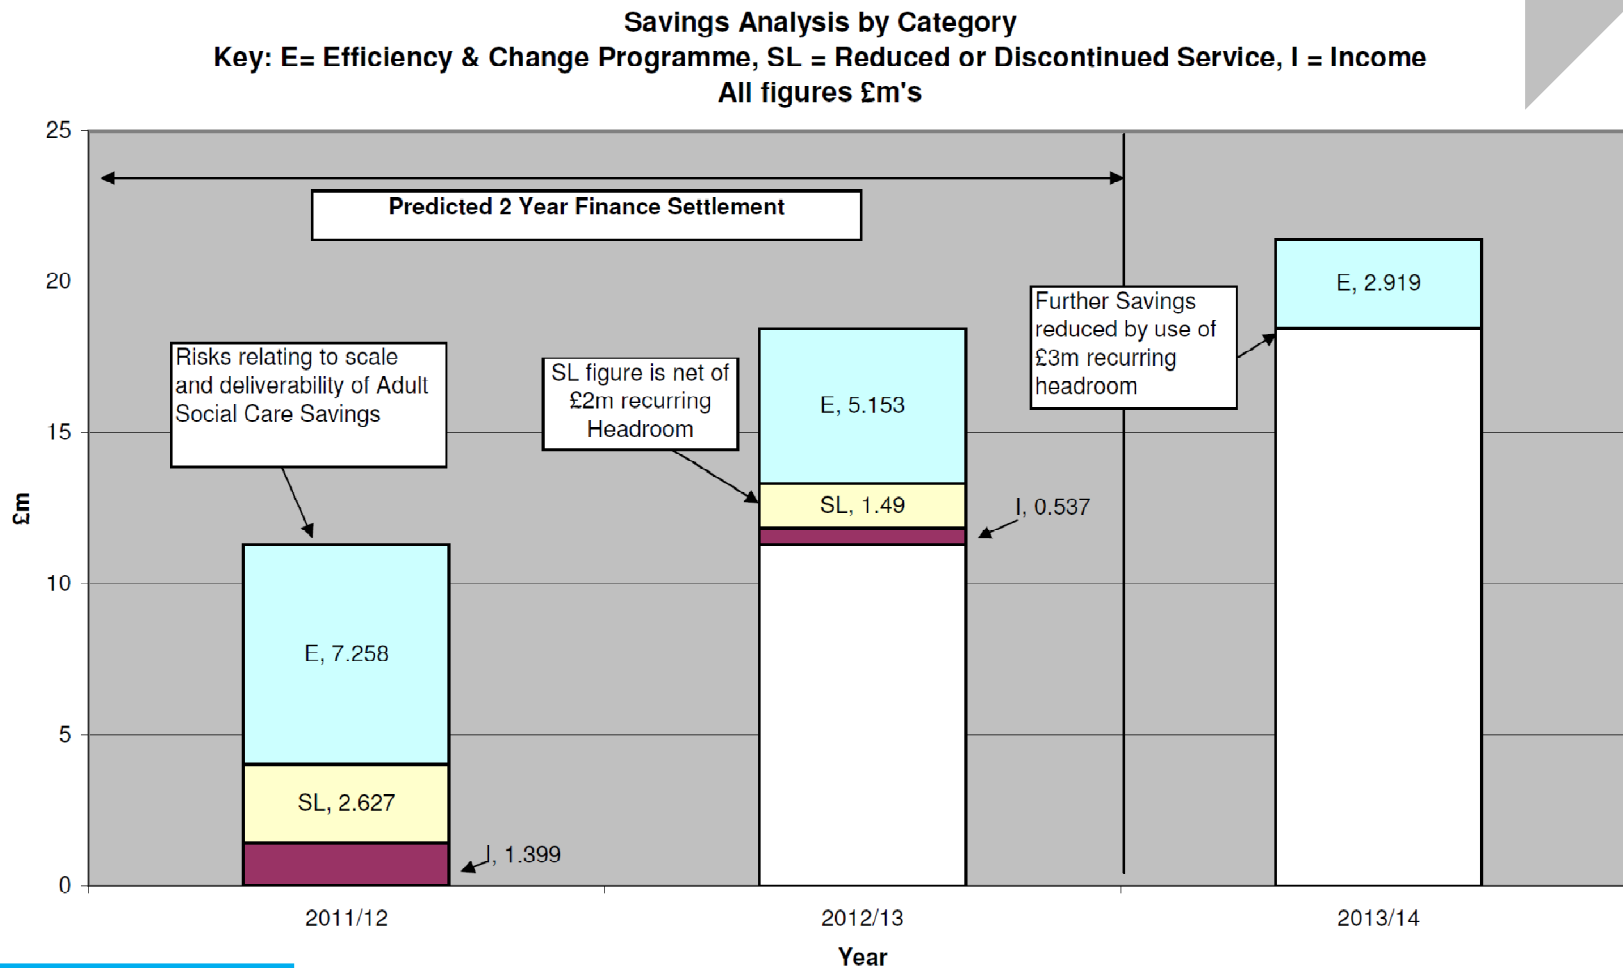 Savings Analysis by Category
Key: E= Efficiency & Change Programme, SL = Reduced or Discontinued Service, I = Income
All figures £m's
25
20
15
10
5
0
£m
Predicted 2 Year Finance Settlement
Risks relating to scale
and deliverability of Adult
Social Care Savings
SL figure is net of
£2m recurring
Headroom
Further Savings
reduced by use of
£3m recurring
headroom
E, 7.258
SL, 2.627
I, 1.399
E, 5.153
SL, 1.49
I, 0.537
E, 2.919
2011/12
2012/13
2013/14
Year